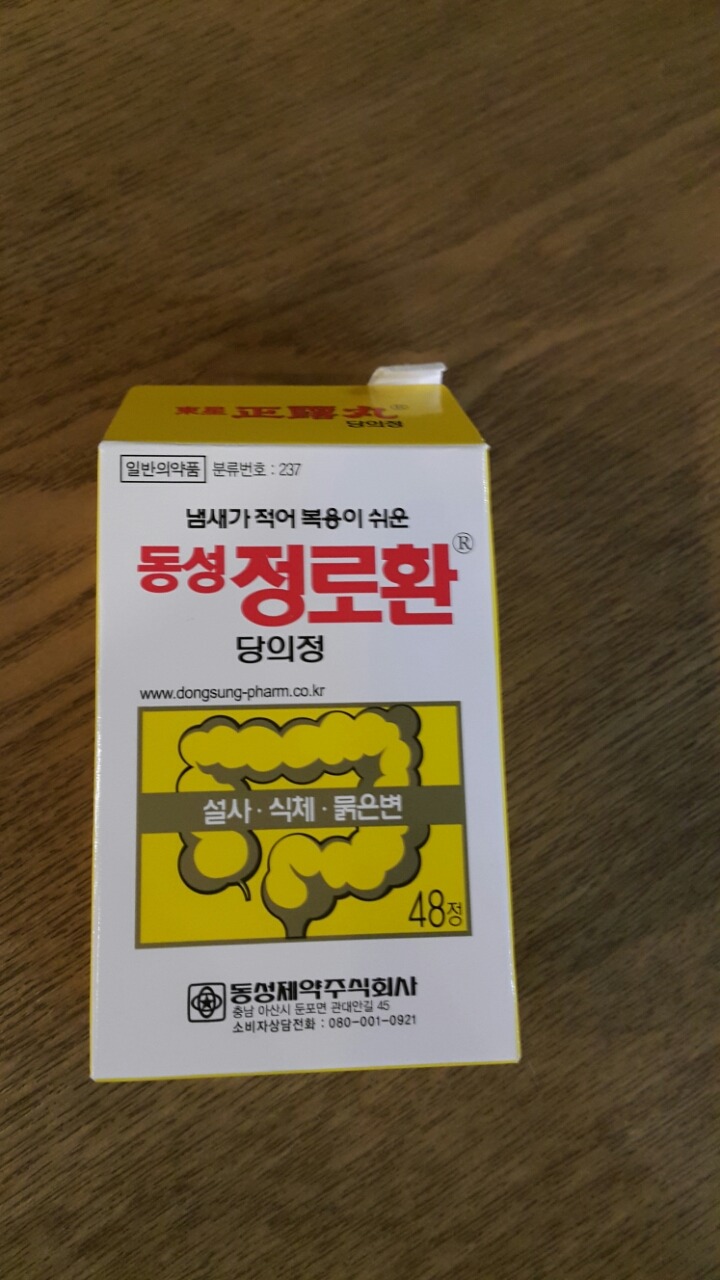 東星 正露丸®
당의정
일반의약품 분류번호 : 237
냄새가 적어 복용이 쉬운
동성 정로환®
당의정
www.dongsung-pharm.co.kr
설사·식체·묽은변
48정
동성제약주식회사
충남 아산시 둔포면 관대안길 45
소비자상담전화 : 080-001-0921